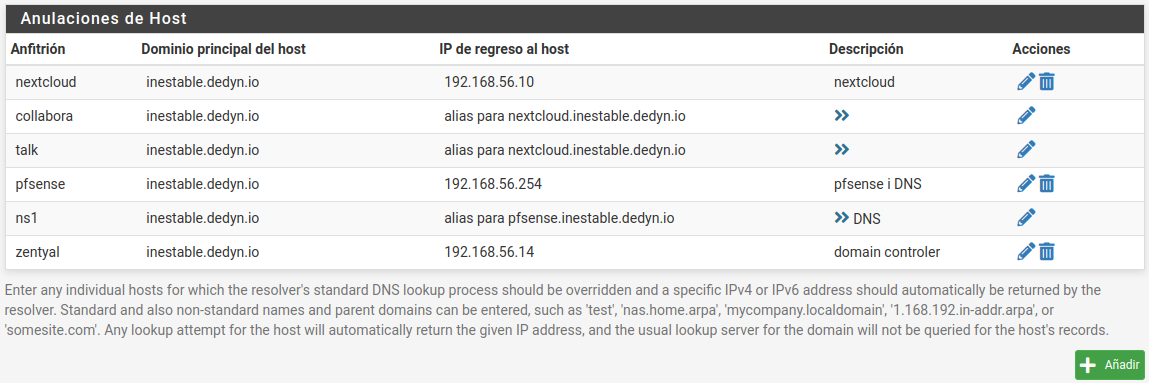 Anulaciones de Host
Anfitrión Dominio principal del host IP de regreso al host Descripción Acciones
nextcloud inestable.dedyn.io 192.168.56.10 nextcloud
collabora inestable.dedyn.io alias para nextcloud.inestable.dedyn.io
talk inestable.dedyn.io alias para nextcloud.inestable.dedyn.io
pfsense inestable.dedyn.io 192.168.56.254 pfsense i DNS
ns1 inestable.dedyn.io alias para pfsense.inestable.dedyn.io DNS
zentyal inestable.dedyn.io 192.168.56.14 domain controler
Enter any individual hosts for which the resolver's standard DNS lookup process should be overridden and a specific IPv4 or IPv6 address should automatically be returned by the
resolver. Standard and also non-standard names and parent domains can be entered, such as 'test', 'nas.home.arpa', 'mycompany.localdomain', '1.168.192.in-addr.arpa', or
'somesite.com'. Any lookup attempt for the host will automatically return the given IP address, and the usual lookup server for the domain will not be queried for the host's records.
Añadir